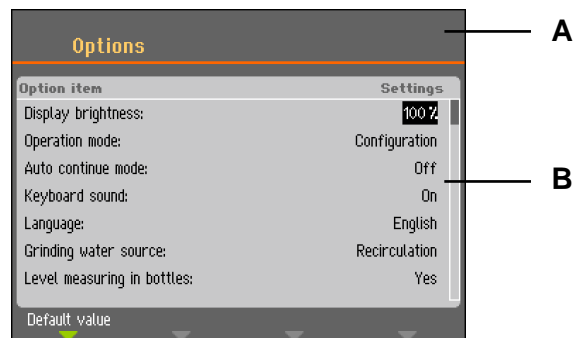 Options
A
Option item Settings
Display brightness: 100 %
Operation mode: Configuration
Auto continue mode: Off
B
Keyboard sound: On
Language: English
Grinding water source: Recirculation
Level measuring in bottles: Yes
Default value